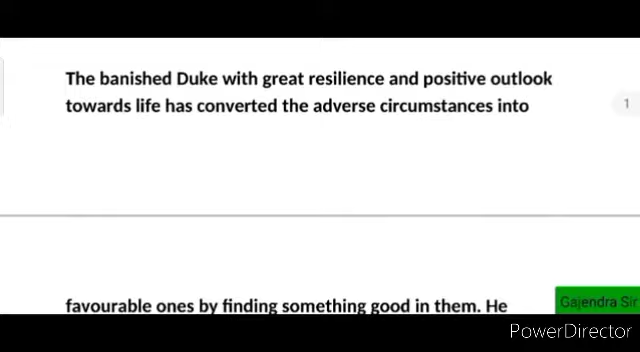 The banished Duke with great resilience and positive outlook
towards life has converted the adverse circumstances into
1
favourable ones by finding something good in them. He
Gajendra Sir
PowerDirector